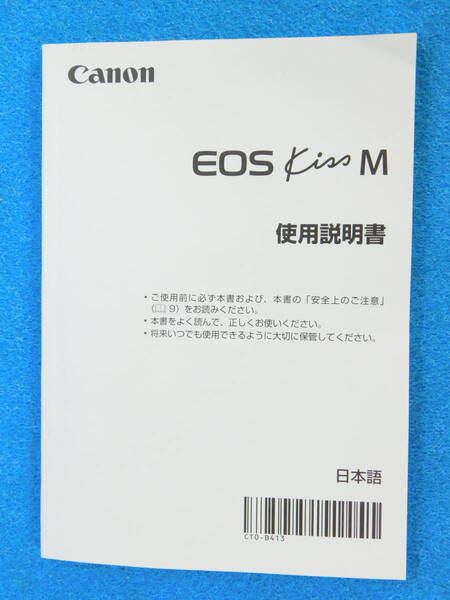 Canon
EOS Kiss M
使用説明書
・ご使用前に必ず本書および、本書の「安全上のご注意」
（📖9）をお読みください。
・本書をよく読んで、正しくお使いください。
・将来いつでも使用できるように大切に保管してください。
日本語
CT0-B413